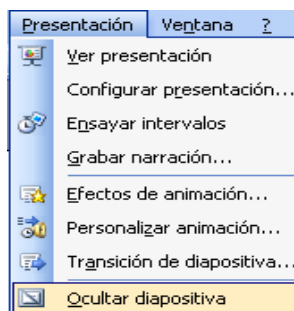 Presentación Ventana ?
Ver presentación
Configurar presentación...
Ensayar intervalos
Grabar narración...
Efectos de animación...
Personalizar animación...
Transición de diapositiva...
Ocultar diapositiva